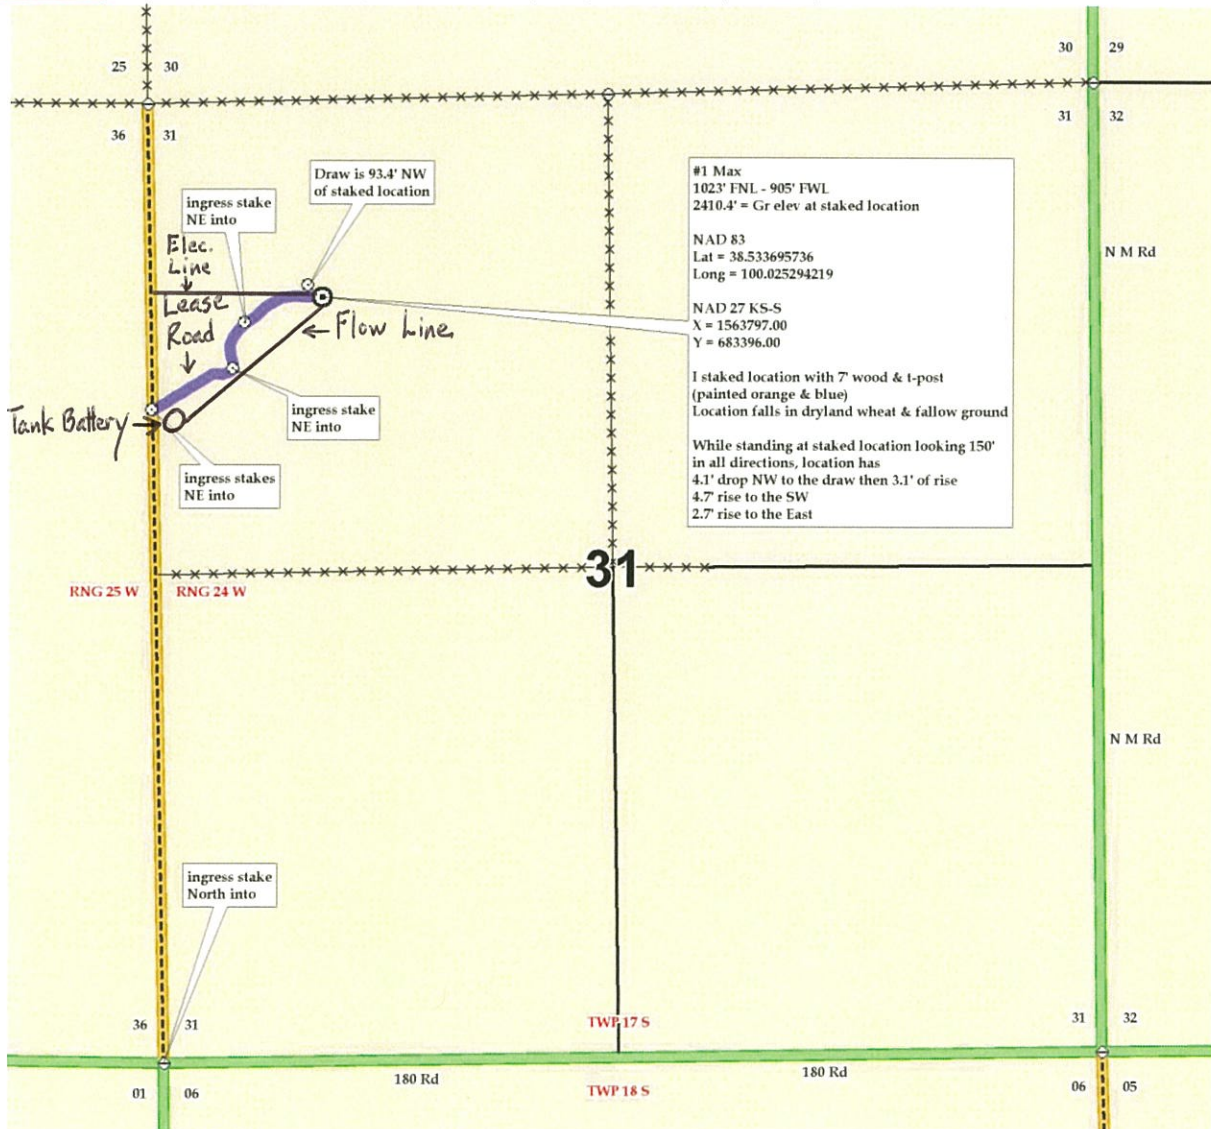 25
30
30
29
36
31
31
32
Draw is 93.4' NW
of staked location
ingress stake
NE into
Elec.
Line
Lease
Road
Flow Line
Tank Battery
ingress stake
NE into
ingress stakes
NE into
#1 Max
1023' FNL - 905' FWL
2410.4' = Gr elev at staked location
NAD 83
Lat = 38.533695736
Long = 100.025294219
NAD 27 KS-S
X = 1563797.00
Y = 683396.00
I staked location with 7' wood & t-post
(painted orange & blue)
Location falls in dryland wheat & fallow ground
While standing at staked location looking 150'
in all directions, location has
4.1' drop NW to the draw then 3.1' of rise
4.7' rise to the SW
2.7' rise to the East
N M Rd
31
RNG 25 W
RNG 24 W
N M Rd
ingress stake
North into
36
31
TWP 17 S
31
32
180 Rd
180 Rd
01
06
TWP 18 S
06
05